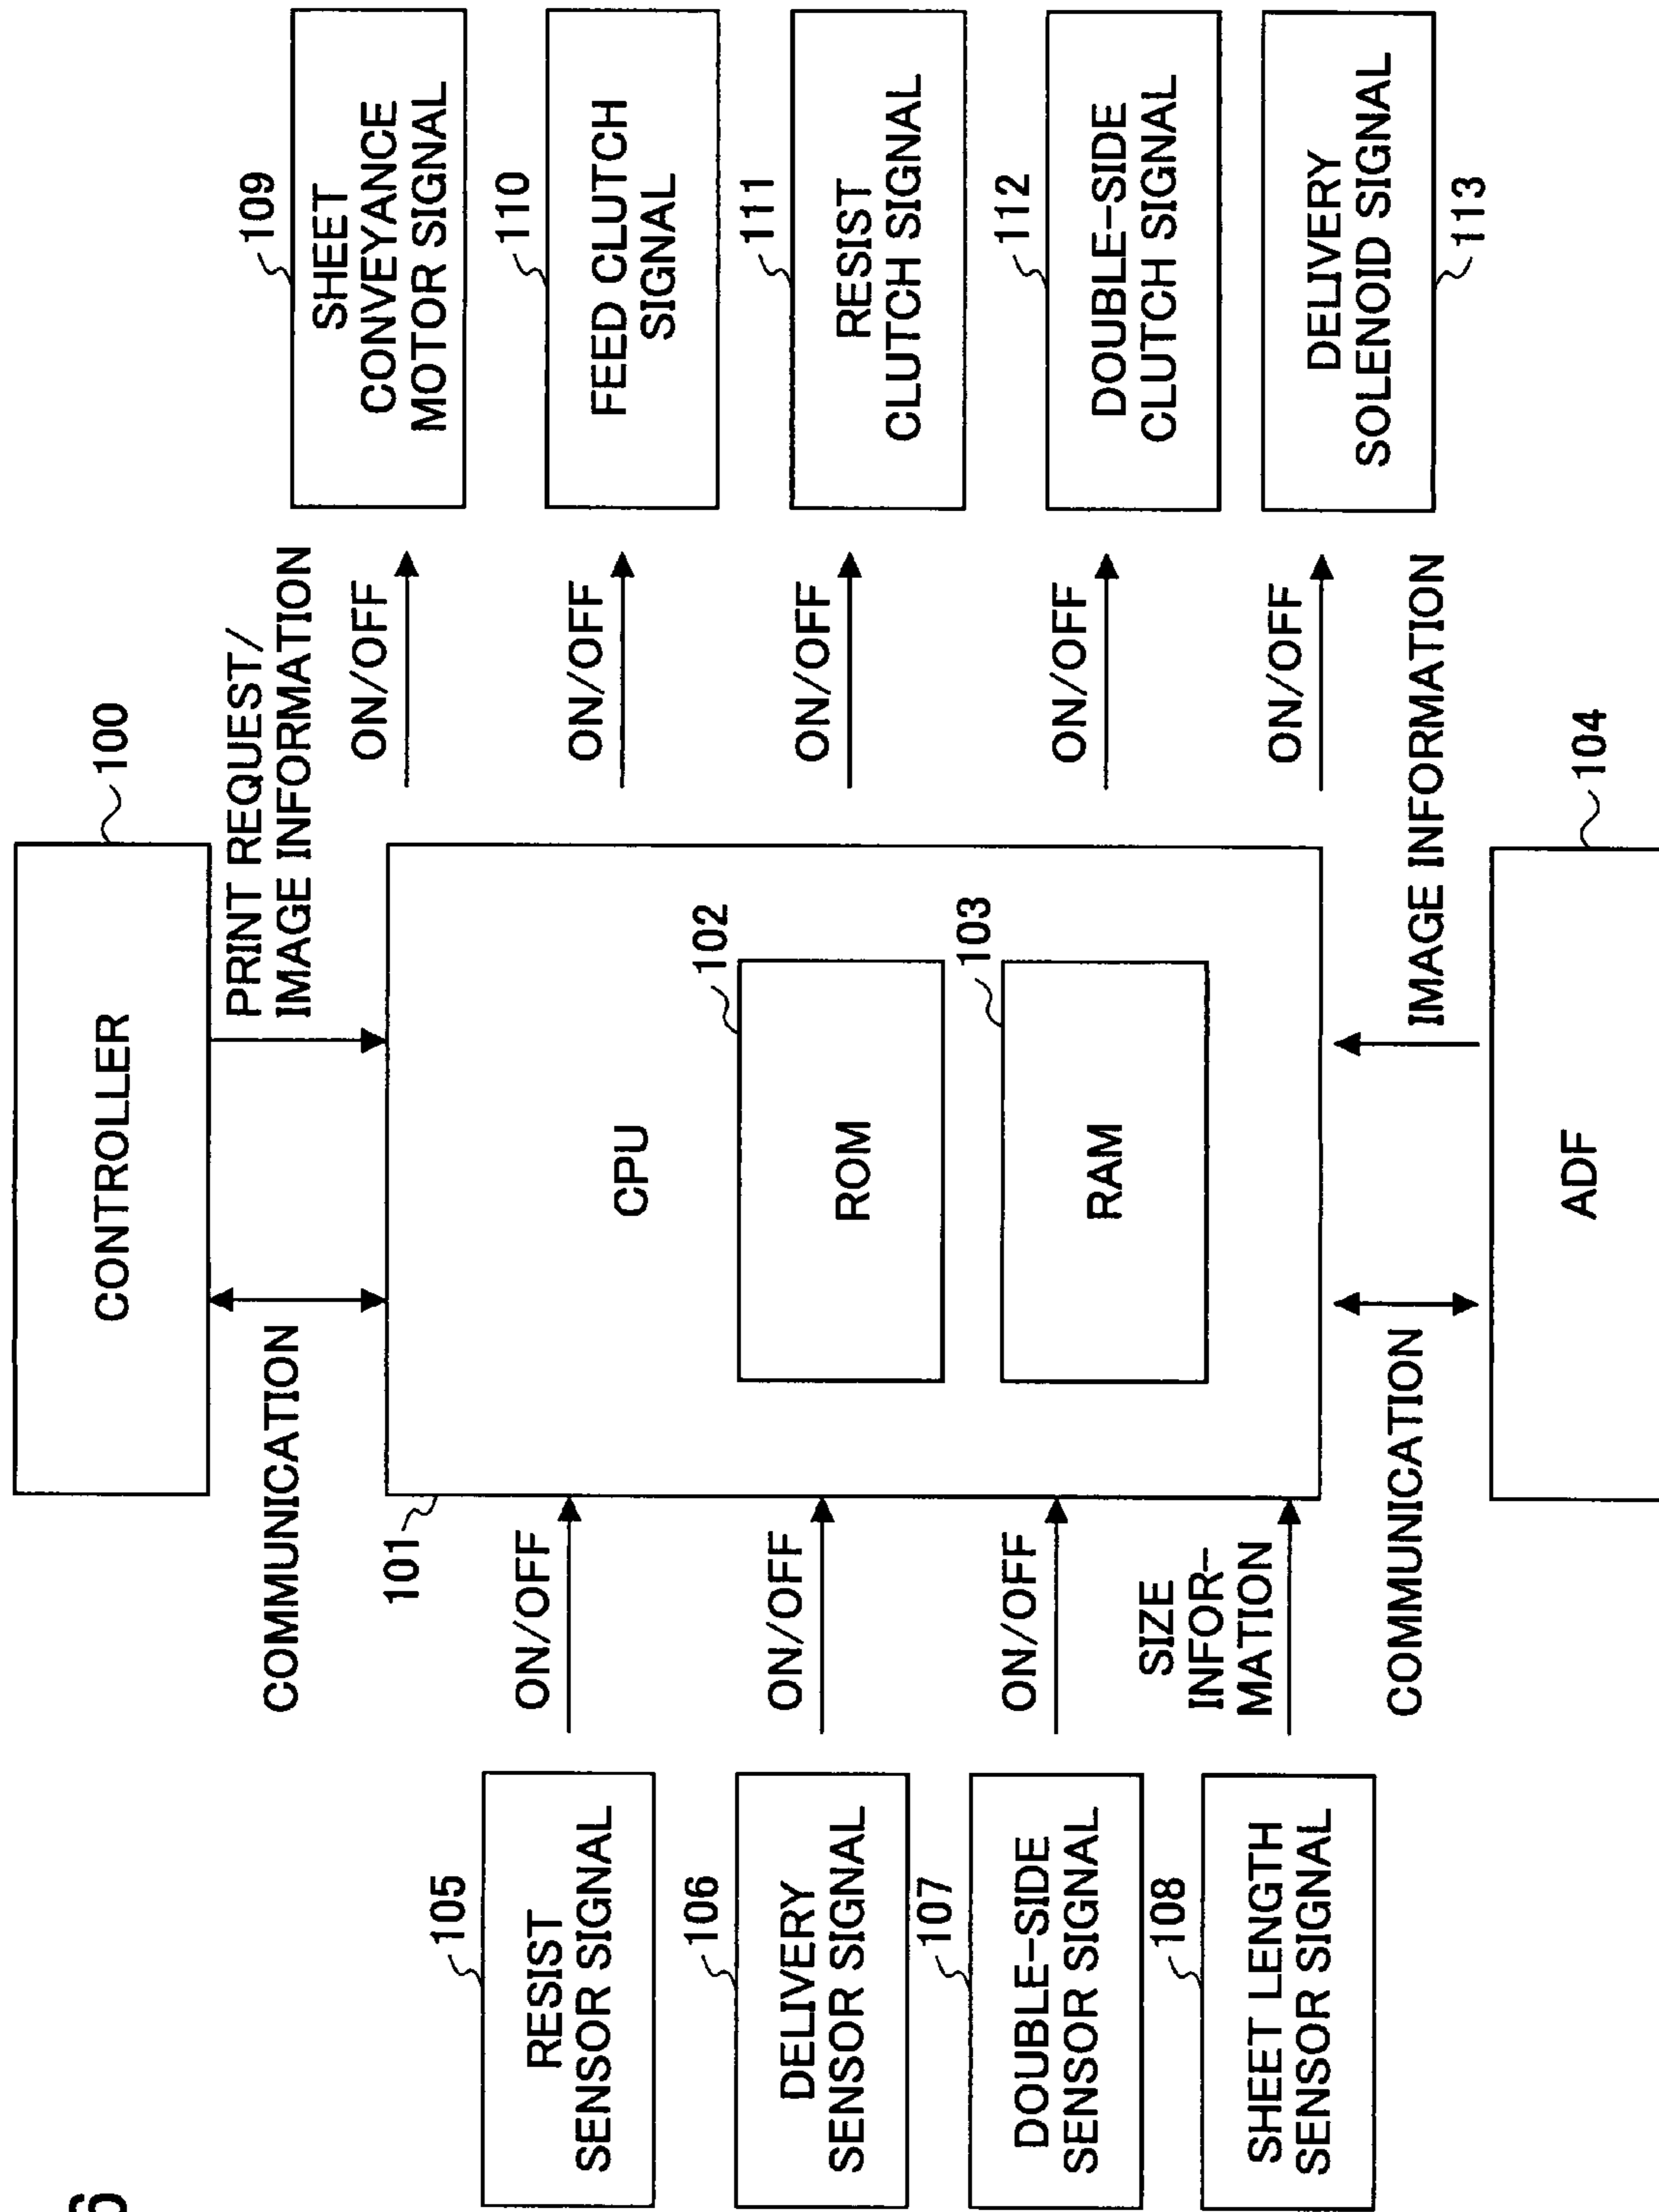 6
CONTROLLER
100
COMMUNICATION
PRINT REQUEST/
IMAGE INFORMATION
101
CPU
102
ROM
103
RAM
105
RESIST
SENSOR SIGNAL
ON/OFF
106
DELIVERY
SENSOR SIGNAL
ON/OFF
107
DOUBLE-SIDE
SENSOR SIGNAL
ON/OFF
108
SHEET LENGTH
SENSOR SIGNAL
SIZE
INFOR-
MATION
ON/OFF
109
SHEET
CONVEYANCE
MOTOR SIGNAL
ON/OFF
110
FEED CLUTCH
SIGNAL
ON/OFF
111
RESIST
CLUTCH SIGNAL
ON/OFF
112
DOUBLE-SIDE
CLUTCH SIGNAL
ON/OFF
DELIVERY
SOLENOID SIGNAL
113
COMMUNICATION
IMAGE INFORMATION
104
ADF